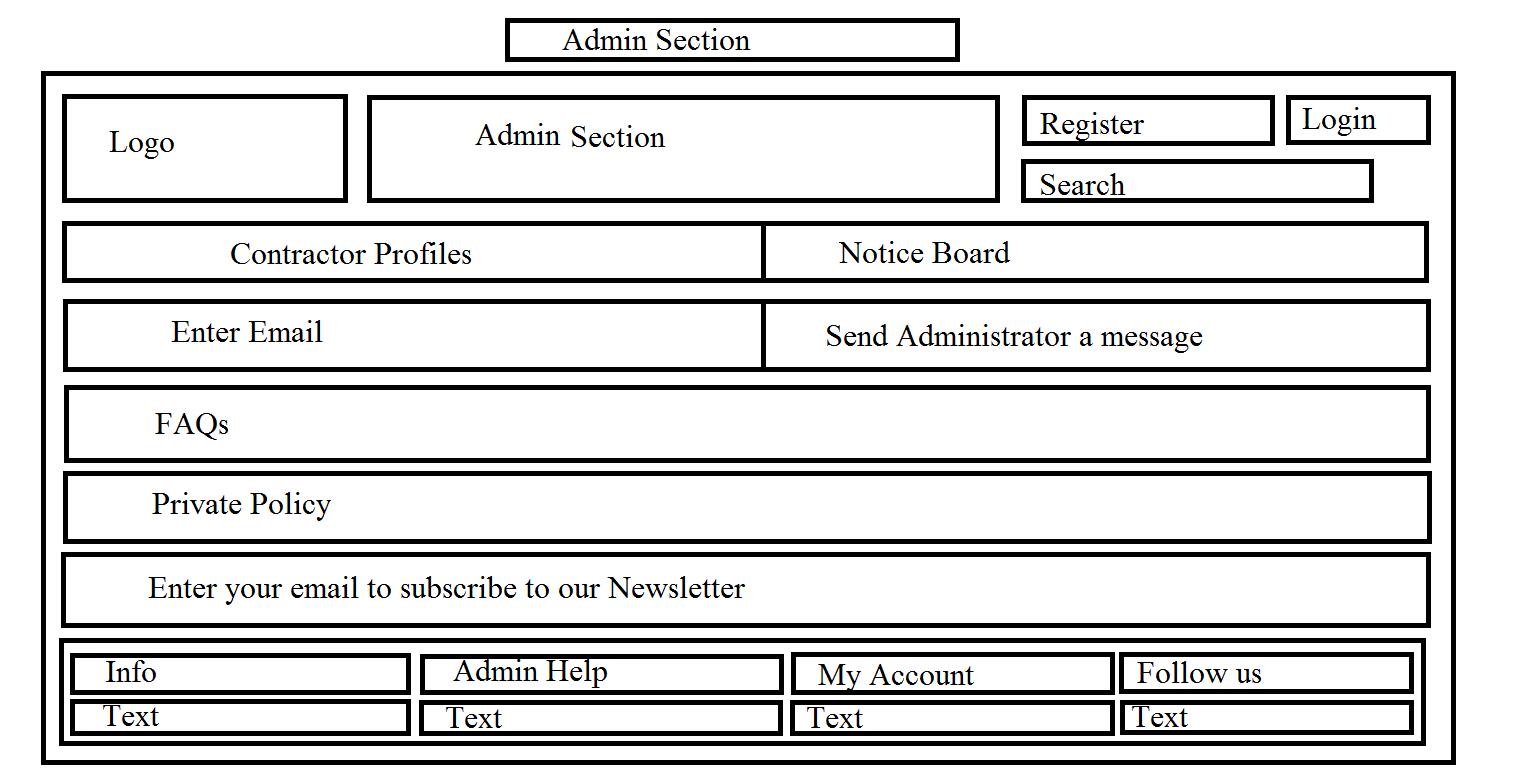 Admin Section
Logo
Admin Section
Register
Login
Search
Contractor Profiles
Notice Board
Enter Email
Send Administrator a message
FAQs
Private Policy
Enter your email to subscribe to our Newsletter
Info
Admin Help
My Account
Follow us
Text
Text
Text
Text